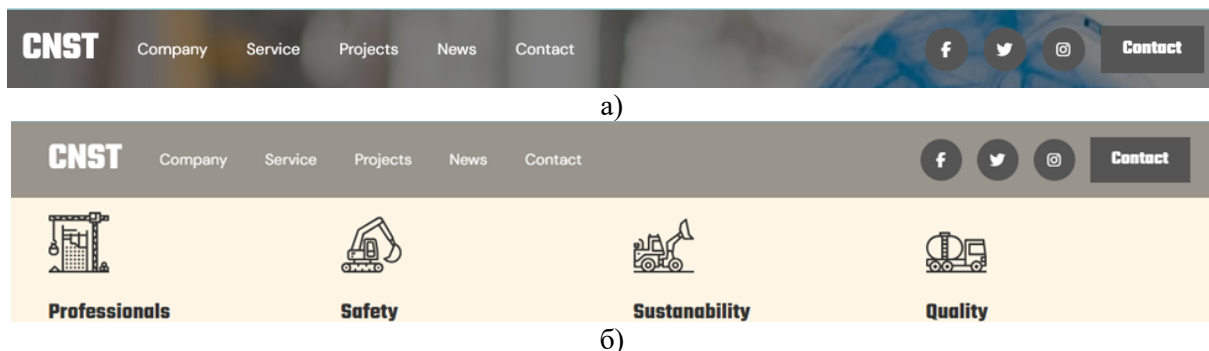 CNST Company Service Projects News Contact Contact
а)
CNST Company Service Projects News Contact Contact
Professionals Safety Sustanability Quality
б)